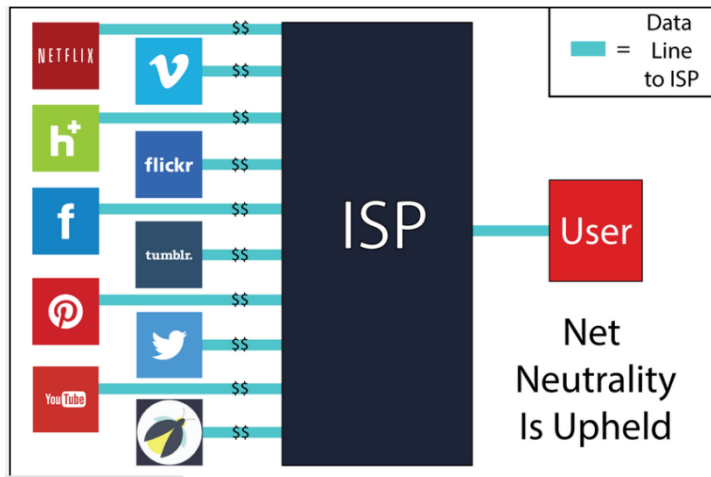 NETFLIX
$$
Data
Line
to ISP
=
v
$$
h+
$$
flickr
$$
f
$$
ISP
User
tumblr.
$$
$$
$$
Net
Neutrality
Is Upheld
YouTube
$$
$$